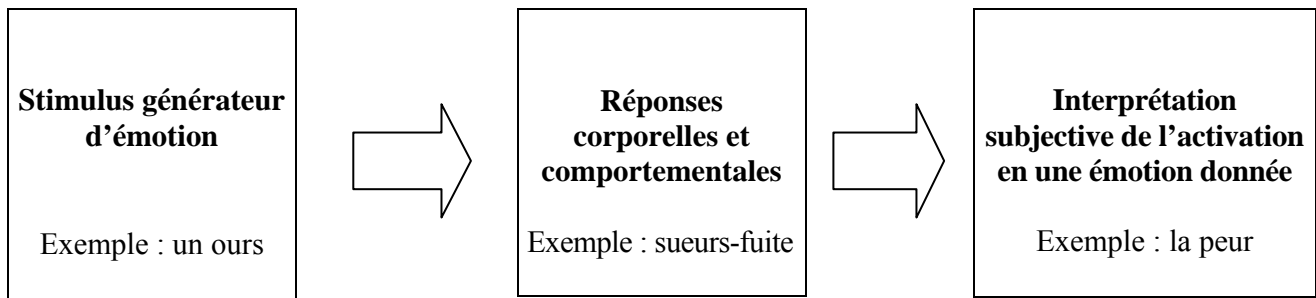 Stimulus générateur
d’émotion
Exemple : un ours
Réponses
corporelles et
comportementales
Exemple : sueurs-fuite
Interprétation
subjective de l’activation
en une émotion donnée
Exemple : la peur